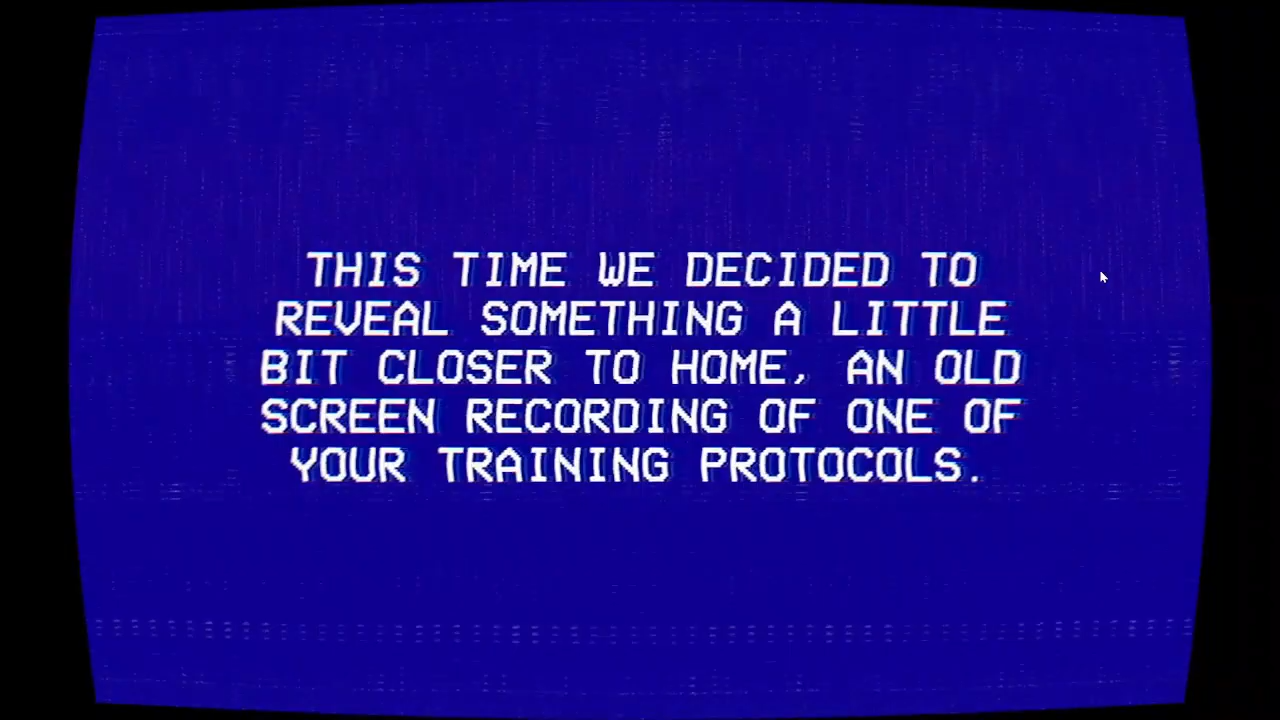 THIS TIME WE DECIDED TO
REVEAL SOMETHING A LITTLE
BIT CLOSER TO HOME, AN OLD
SCREEN RECORDING OF ONE OF
YOUR TRAINING PROTOCOLS.